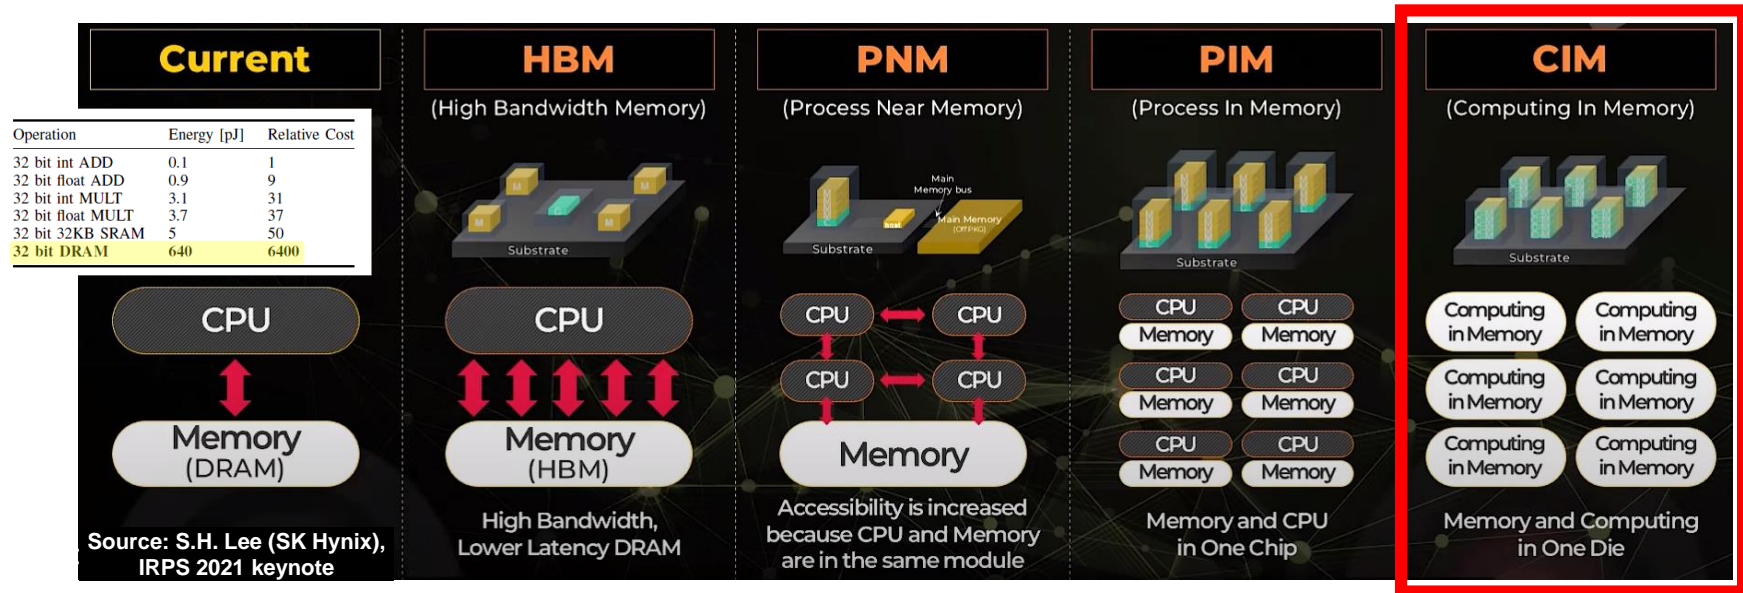 Current
Operation Energy [pJ] Relative Cost
32 bit int ADD 0.1 1
32 bit float ADD 0.9 9
32 bit int MULT 3.1 31
32 bit float MULT 3.7 37
32 bit 32KB SRAM 5 50
32 bit DRAM 640 6400
CPU
Memory
(DRAM)
Source: S.H. Lee (SK Hynix),
IRPS 2021 keynote
HBM
(High Bandwidth Memory)
M
M
M
M
C
Substrate
CPU
Memory
(HBM)
High Bandwidth,
Lower Latency DRAM
PNM
(Process Near Memory)
Main
Memory bus
Main Memory
(Off PKG)
Substrate
CPU
CPU
CPU
CPU
Memory
Accessibility is increased
because CPU and Memory
are in the same module
PIM
(Process In Memory)
Substrate
CPU CPU
Memory Memory
CPU CPU
Memory Memory
CPU CPU
Memory Memory
Memory and CPU
in One Chip
CIM
(Computing In Memory)
Substrate
Computing
in Memory
Computing
in Memory
Computing
in Memory
Computing
in Memory
Computing
in Memory
Computing
in Memory
Memory and Computing
in One Die